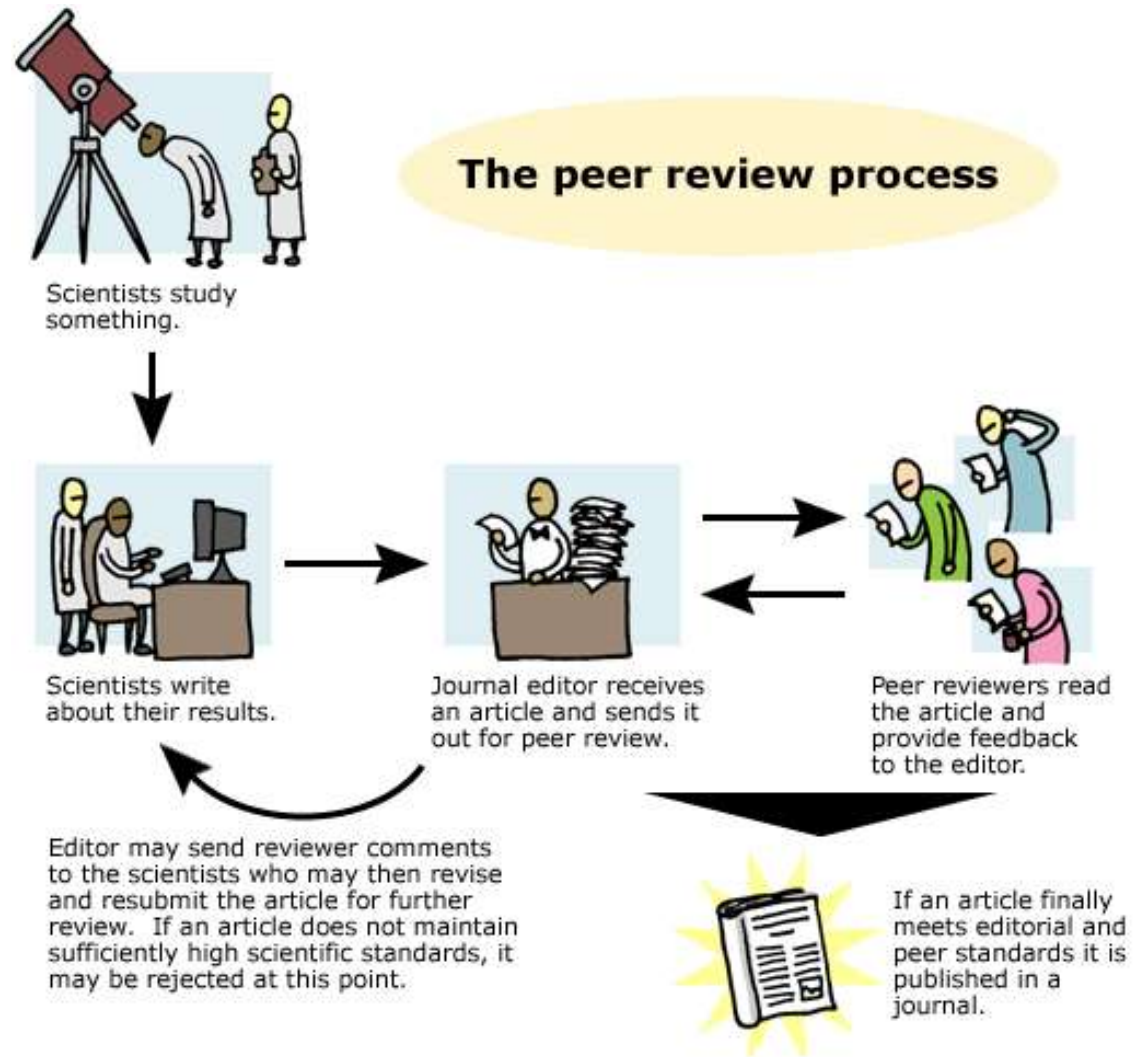 The peer review process
Scientists study
something.
Scientists write
about their results.
Journal editor receives
an article and sends it
out for peer review.
Peer reviewers read
the article and
provide feedback
to the editor.
Editor may send reviewer comments
to the scientists who may then revise
and resubmit the article for further
review.  If an article does not maintain
sufficiently high scientific standards, it
may be rejected at this point.
If an article finally
meets editorial and
peer standards it is
published in a
journal.